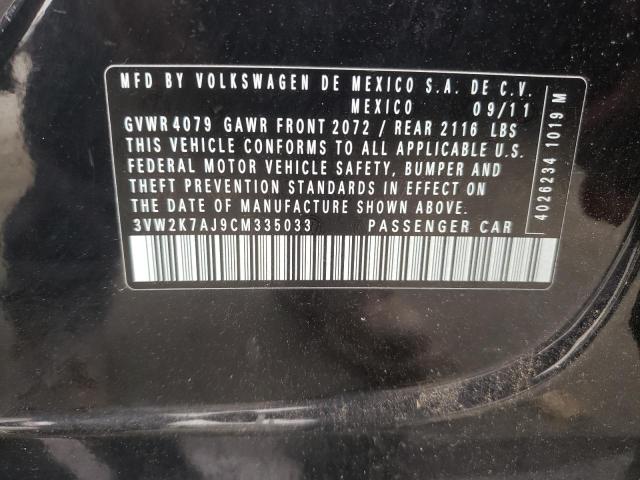 MFD BY VOLKSWAGEN DE MEXICO S.A. DE C.V.
MEXICO 09/11
GVWR 4079 GAWR FRONT 2072 / REAR 2116 LBS
THIS VEHICLE CONFORMS TO ALL APPLICABLE U.S.
FEDERAL MOTOR VEHICLE SAFETY, BUMPER AND
THEFT PREVENTION STANDARDS IN EFFECT ON
THE DATE OF MANUFACTURE SHOWN ABOVE.
3VW2K7AJ9CM335033 PASSENGER CAR
4026234 1019 M